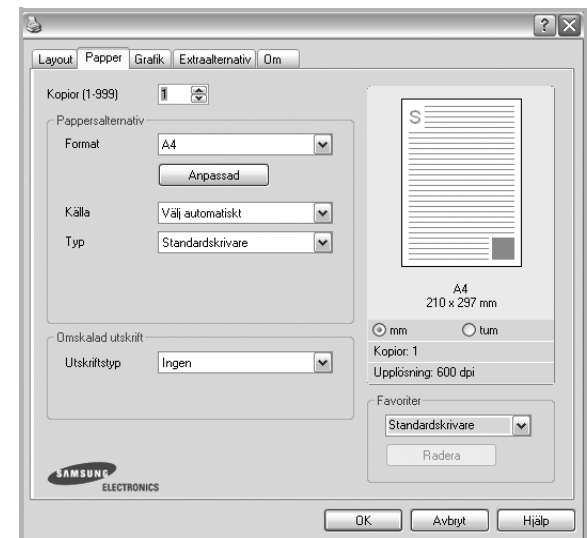 Layout Papper Grafik Extraalternativ Om
Kopior (1-999) 1
Pappersalternativ
Format A4
Anpassad
Källa Välj automatiskt
Typ Standardskrivare
Omskalad utskrift
Utskriftstyp Ingen
SAMSUNG
ELECTRONICS
S
A4
210 x 297 mm
mm tum
Kopior: 1
Upplösning: 600 dpi
Favoriter
Standardskrivare
Radera
OK Avbryt Hjälp